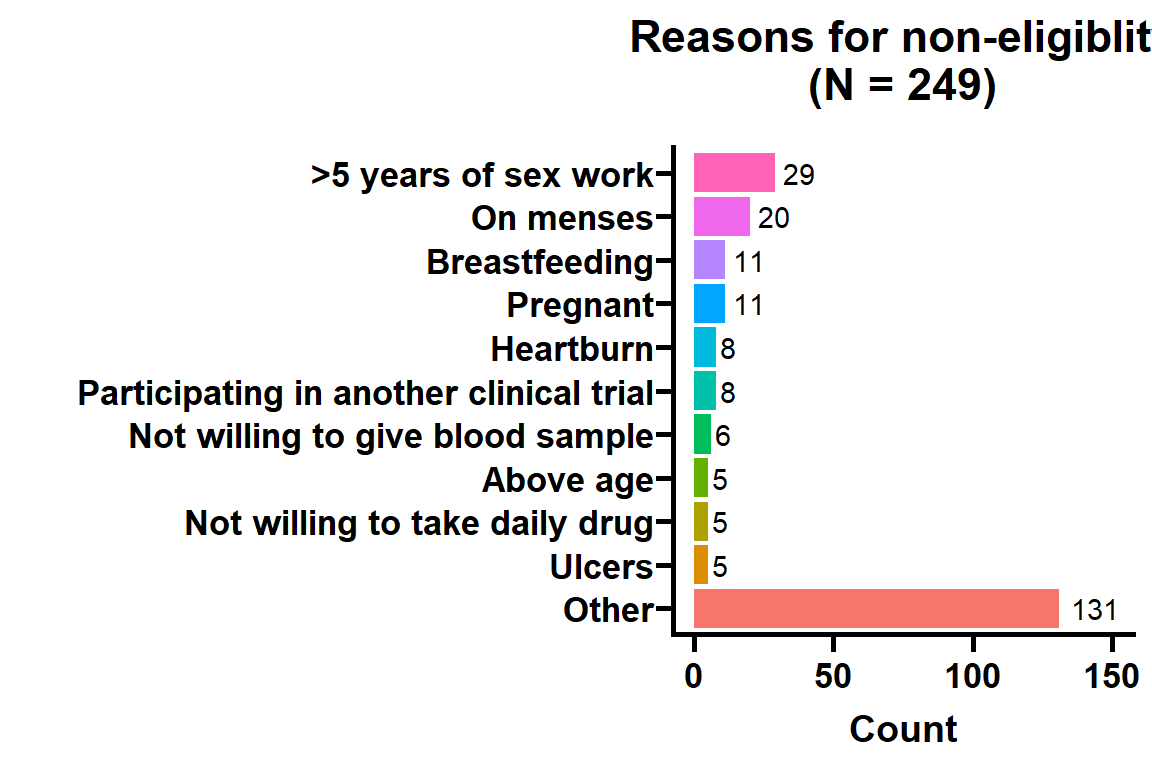 Reasons for non-eligiblit
(N = 249)
>5 years of sex work 29
On menses 20
Breastfeeding 11
Pregnant 11
Heartburn 8
Participating in another clinical trial 8
Not willing to give blood sample 6
Above age 5
Not willing to take daily drug 5
Ulcers 5
Other 131
0 50 100 150
Count